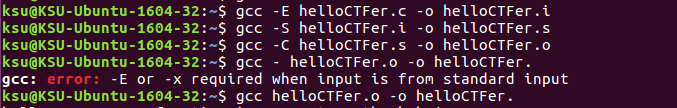 ksu@KSU-Ubuntu-1604-32:~$ gcc -E helloCTFer.c -o helloCTFer.i
ksu@KSU-Ubuntu-1604-32:~$ gcc -S helloCTFer.i -o helloCTFer.s
ksu@KSU-Ubuntu-1604-32:~$ gcc -C helloCTFer.s -o helloCTFer.o
ksu@KSU-Ubuntu-1604-32:~$ gcc - helloCTFer.o -o helloCTFer.
gcc: error: -E or -x required when input is from standard input
ksu@KSU-Ubuntu-1604-32:~$ gcc helloCTFer.o -o helloCTFer.